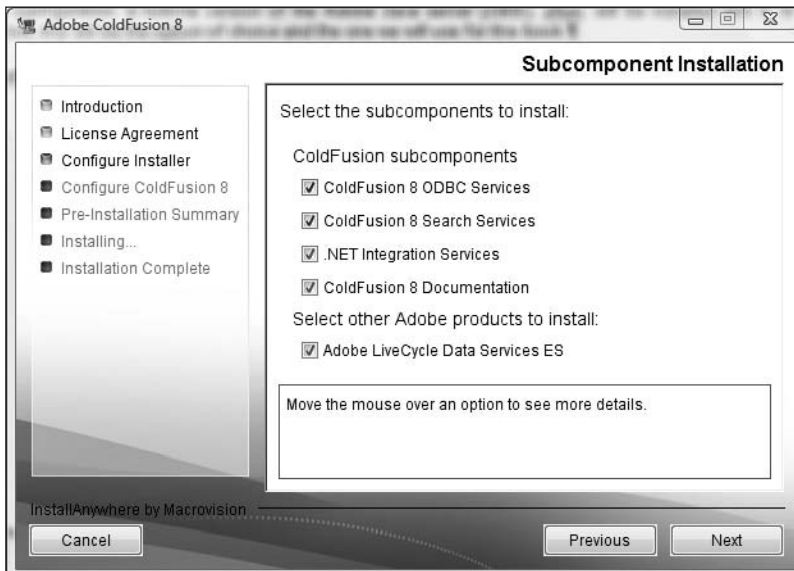 Adobe ColdFusion 8
Subcomponent Installation
Introduction
License Agreement
Configure Installer
Configure ColdFusion 8
Pre-Installation Summary
Installing...
Installation Complete
Select the subcomponents to install:
ColdFusion subcomponents
ColdFusion 8 ODBC Services
ColdFusion 8 Search Services
.NET Integration Services
ColdFusion 8 Documentation
Select other Adobe products to install:
Adobe LiveCycle Data Services ES
Move the mouse over an option to see more details.
InstallAnywhere by Macrovision
Cancel
Previous
Next